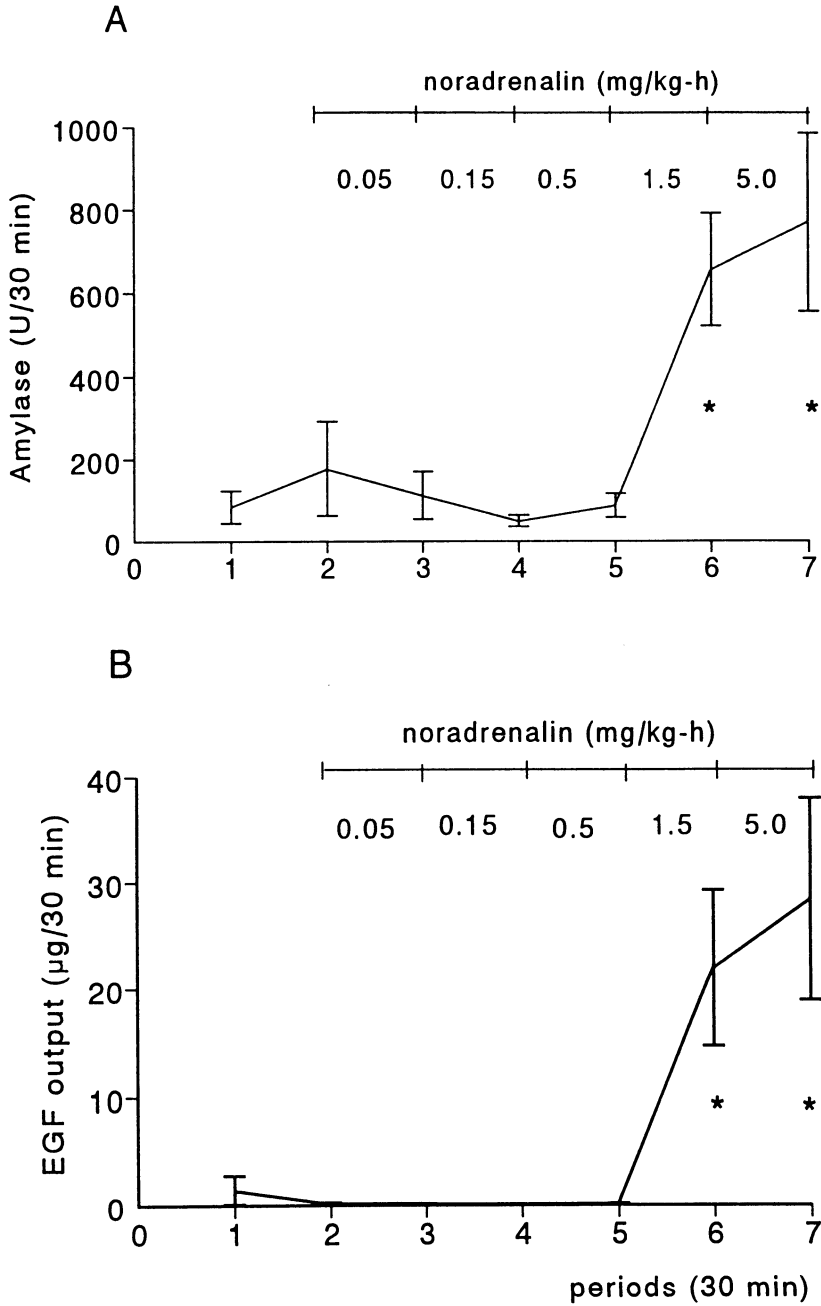 A
noradrenalin (mg/kg-h)
0.05 0.15 0.5 1.5 5.0
Amylase (U/30 min)
1000
800
600
400
200
0
* *
0 1 2 3 4 5 6 7
B
noradrenalin (mg/kg-h)
0.05 0.15 0.5 1.5 5.0
EGF output (µg/30 min)
40
30
20
10
0
* *
0 1 2 3 4 5 6 7
periods (30 min)